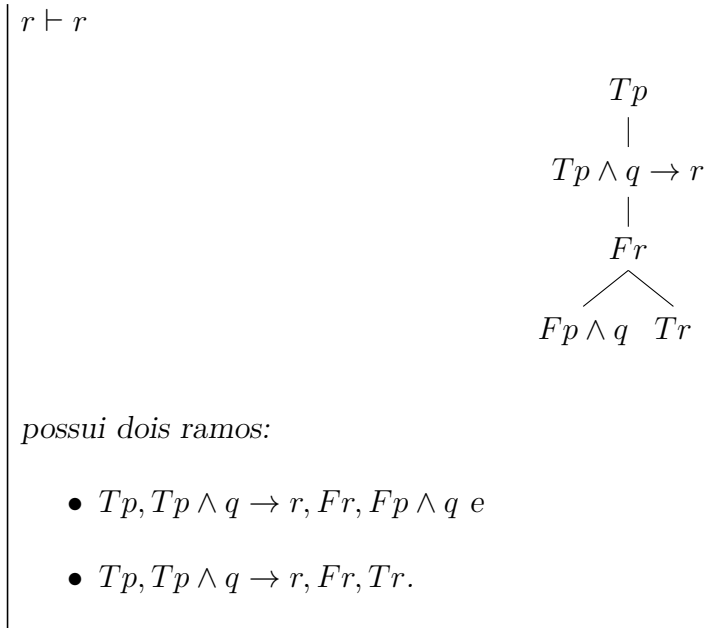 r ⊢ r
Tp
Tp ∧ q → r
Fr
Fp ∧ q Tr
possui dois ramos:
• Tp, Tp ∧ q → r, Fr, Fp ∧ q e
• Tp, Tp ∧ q → r, Fr, Tr.